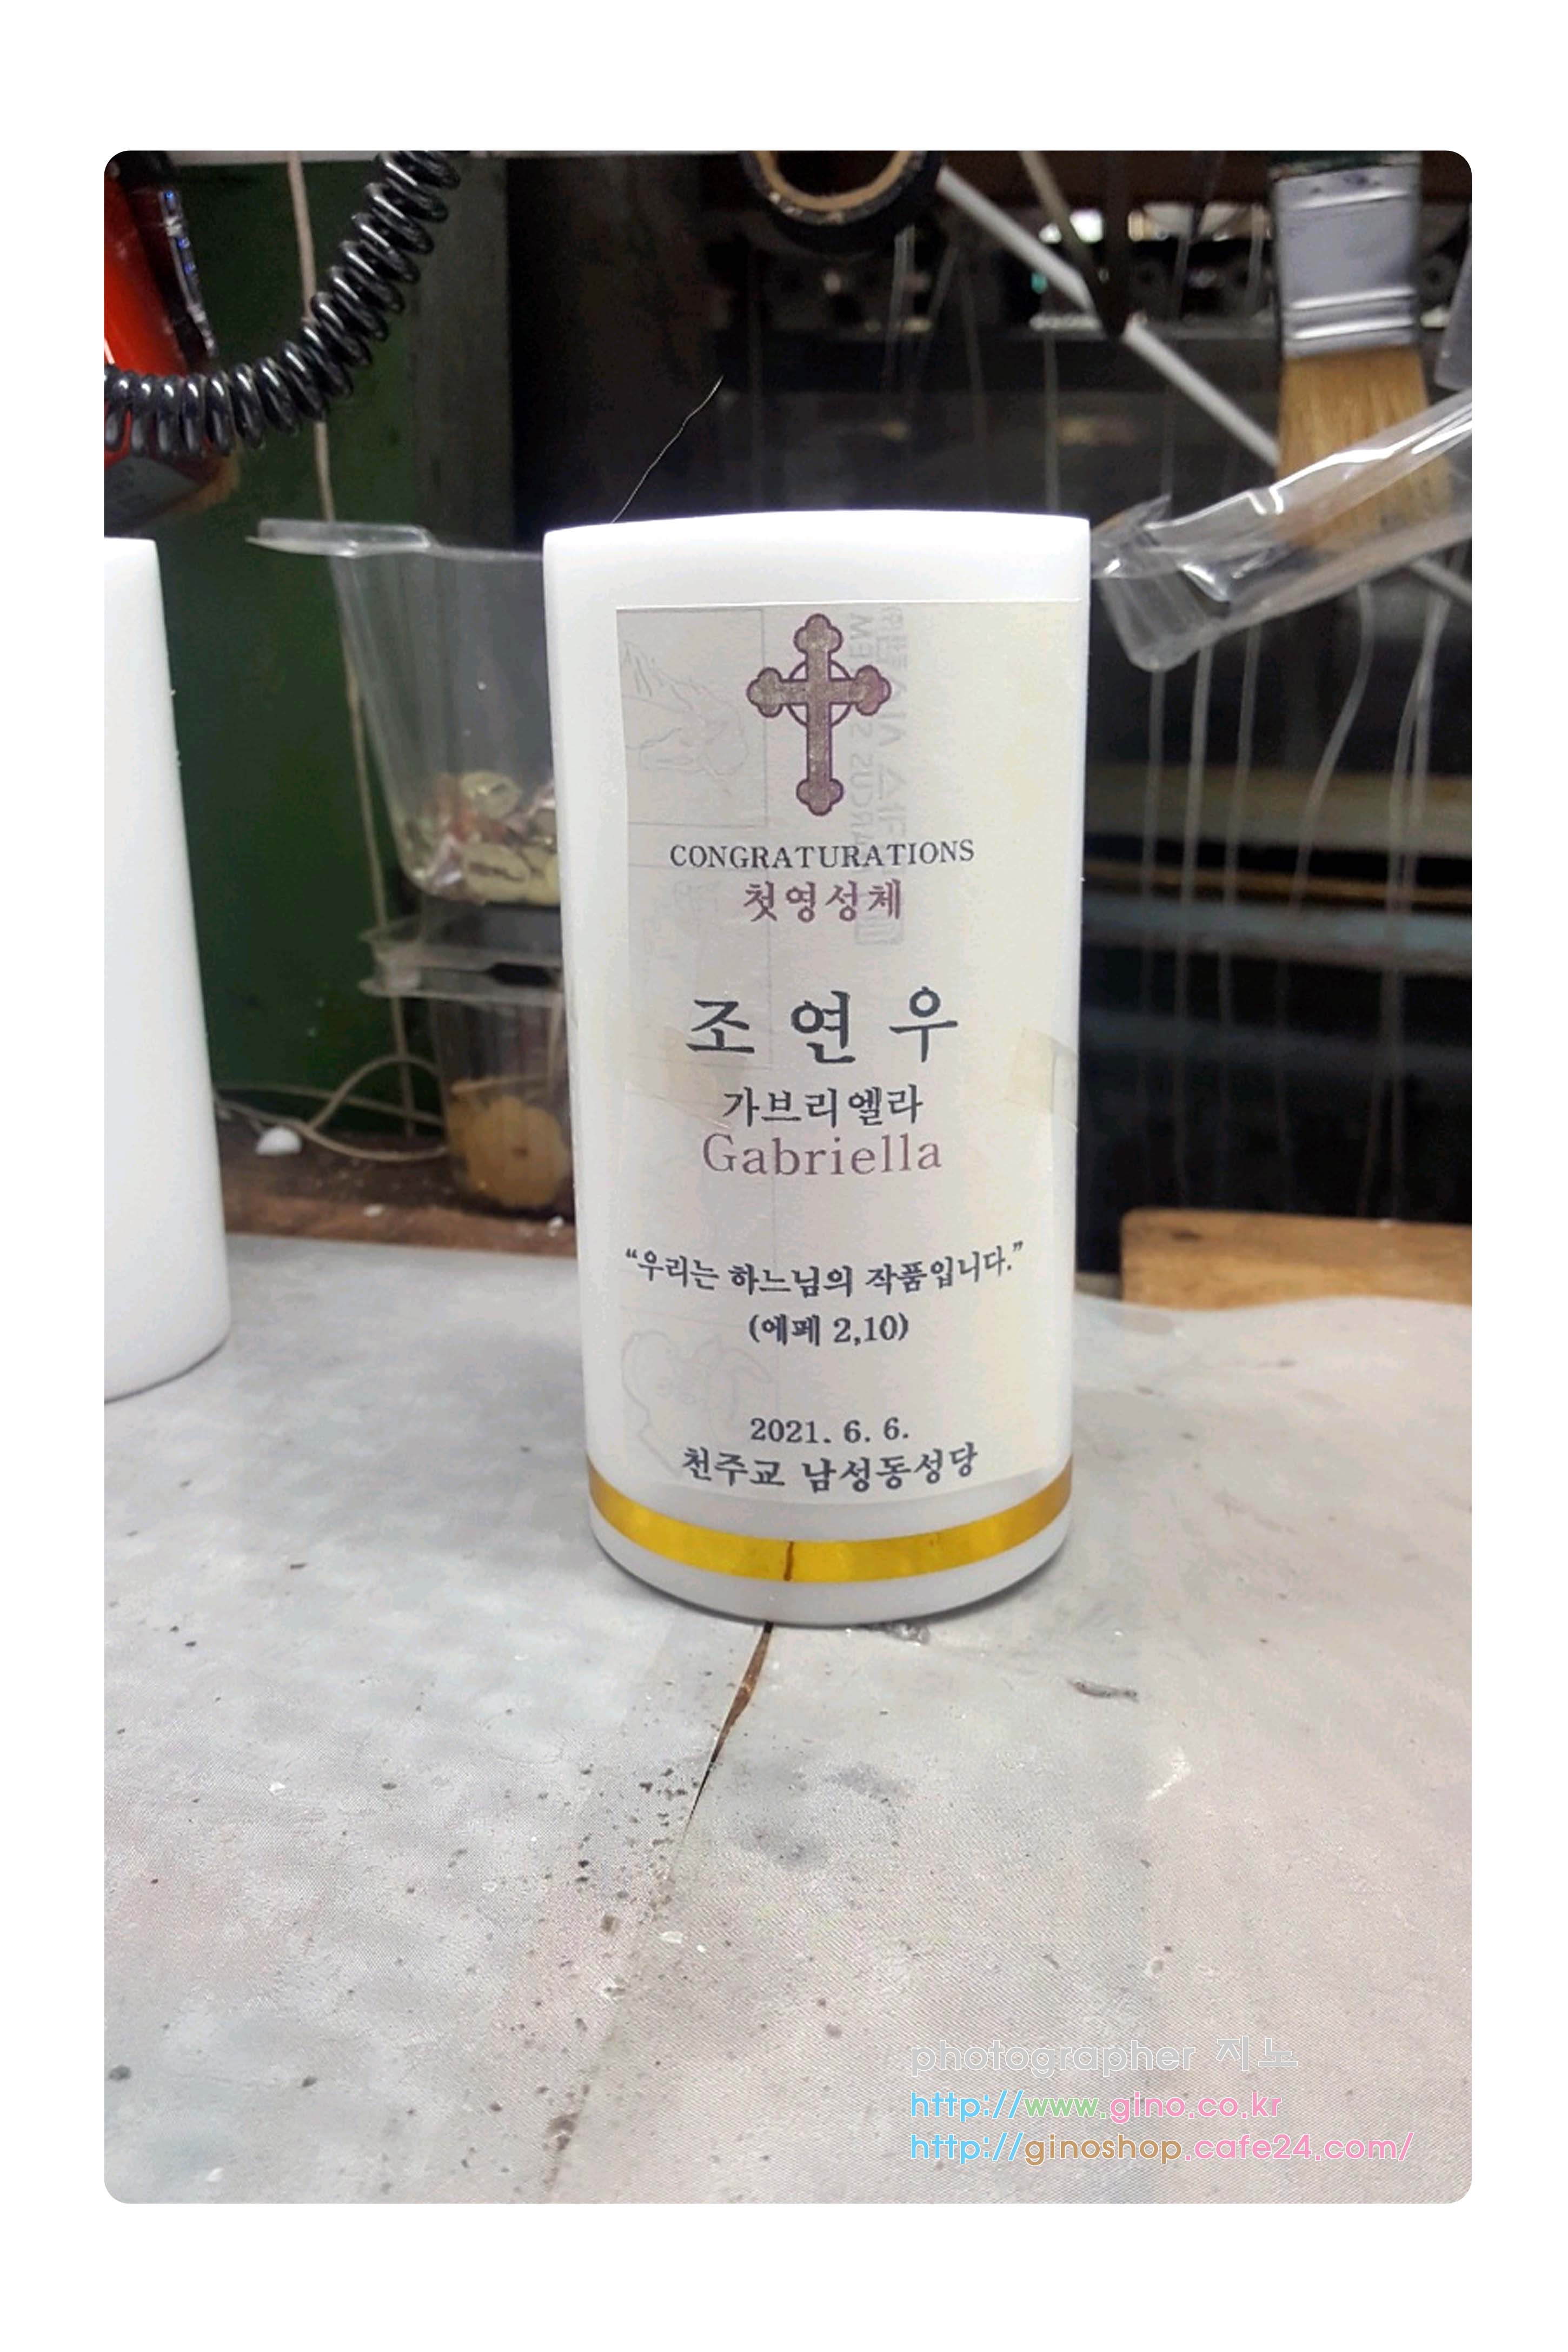 CONGRATURATIONS
첫영성체
조연우
가브리엘라
Gabriella
“우리는 하느님의 작품입니다.”
(에페 2,10)
2021. 6. 6.
천주교 남성동성당
photographer 지노
http://www.gino.co.kr
http://ginoshop.cafe24.com/